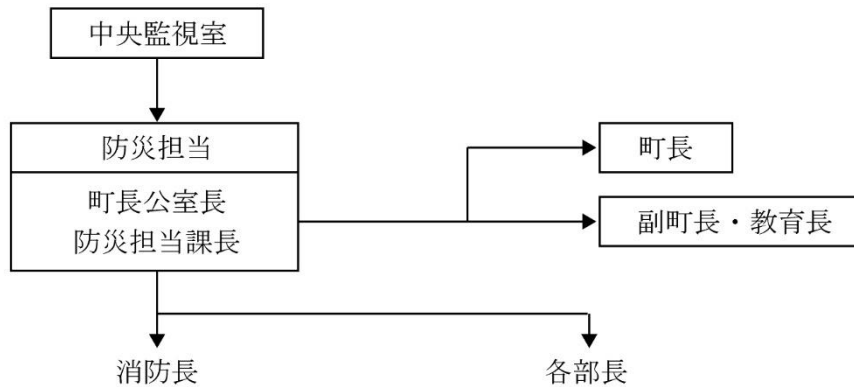 中央監視室
防災担当
町長公室長
防災担当課長
町長
副町長・教育長
消防長
各部長